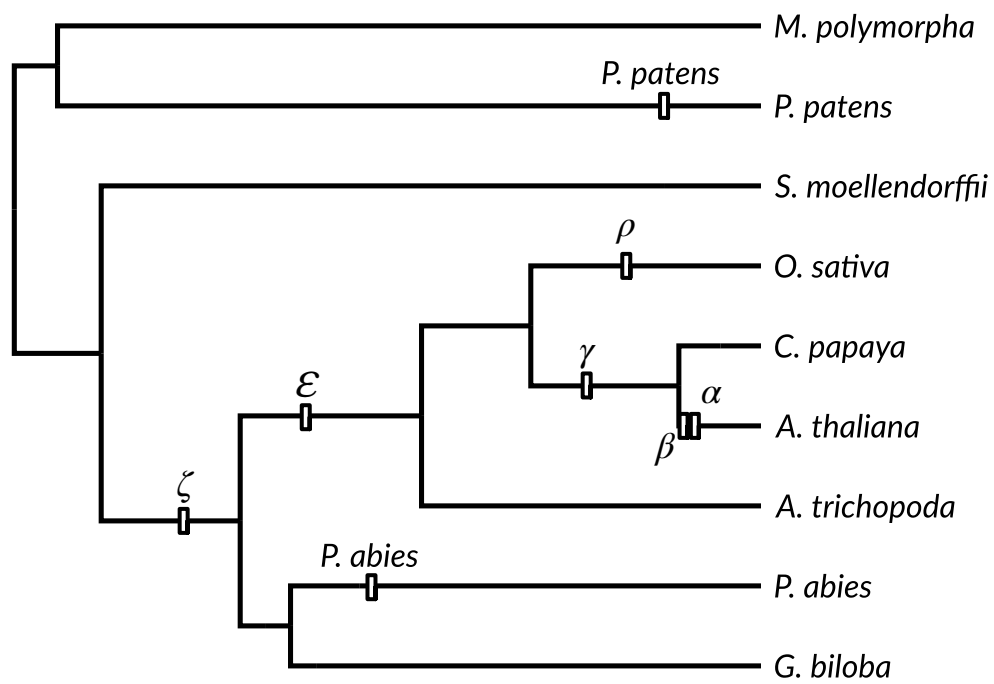 M. polymorpha
P. patens
P. patens
S. moellendorffii
ρ
O. sativa
γ
C. papaya
ε
α
A. thaliana
β
ζ
A. trichopoda
P. abies
P. abies
G. biloba